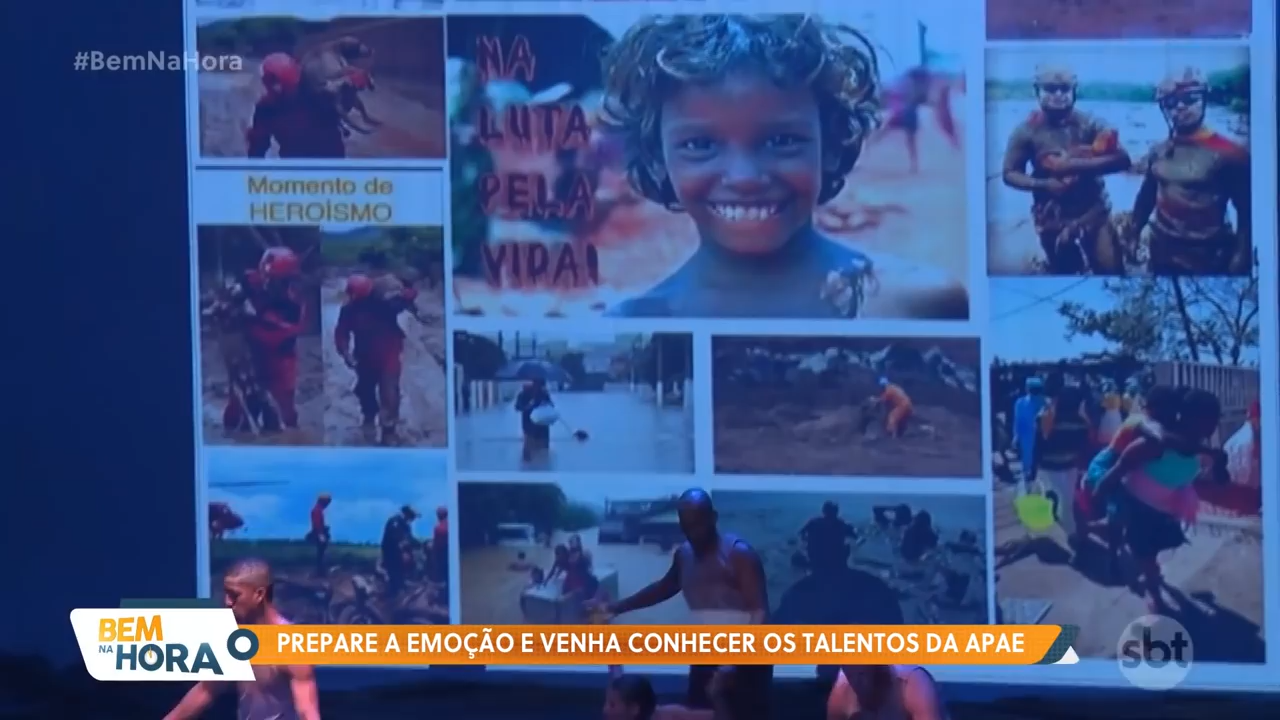 #BemNaHora
NA
LUTA
PELA
VIDA!
Momento de
HEROÍSMO
BEM
NA
HORA
PREPARE A EMOÇÃO E VENHA CONHECER OS TALENTOS DA APAE
sbt